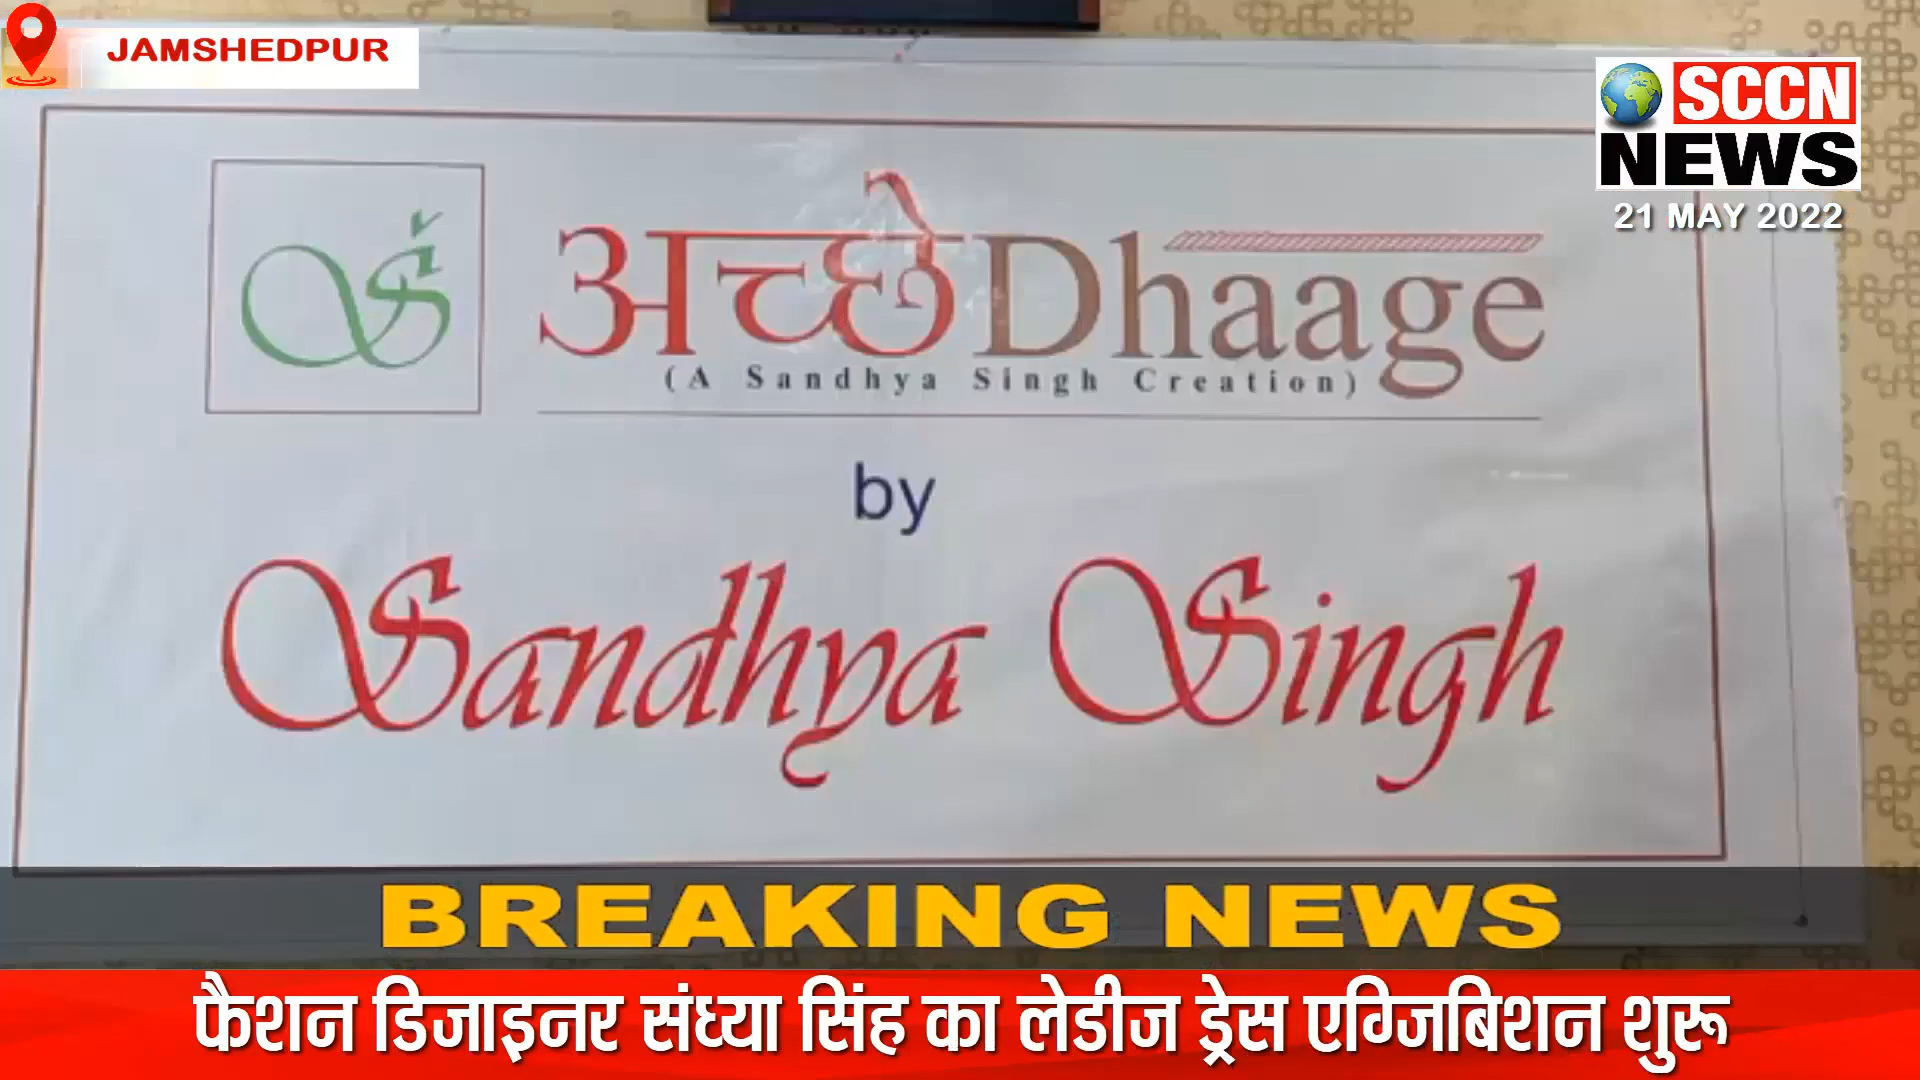 JAMSHEDPUR
SCCN
NEWS
21 MAY 2022
अच्छे Dhaage
(A Sandhya Singh Creation)
by
Sandhya Singh
BREAKING NEWS
फैशन डिजाइनर संध्या सिंह का लेडीज ड्रेस एग्जिबिशन शुरू